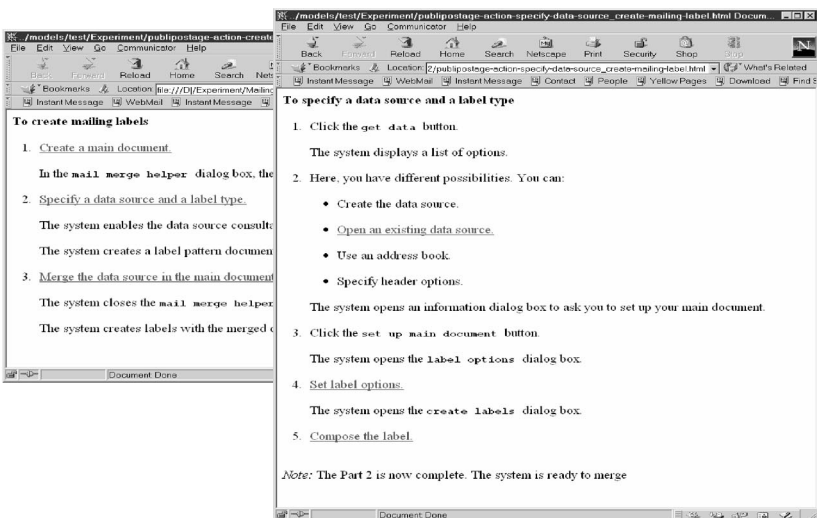 ../models/test/Experiment/publipostage-action-create
File Edit View Go Communicator Help
Back Forward Reload Home Search
Bookmarks Location: file:///D|/Experiment/Mailing
Instant Message WebMail Instant Message
To create mailing labels
1. Create a main document.
In the mail merge helper dialog box, the
2. Specify a data source and a label type.
The system enables the data source consulta
The system creates a label pattern documen
3. Merge the data source in the main document
The system closes the mail merge helper
The system creates labels with the merged
Document Done
../models/test/Experiment/publipostage-action-specify-data-source_create-mailing-label.html Docum...
File Edit View Go Communicator Help
Back Forward Reload Home Search Netscape Print Security Shop Stop
N
Bookmarks Location: 2/publipostage-action-specify-data-source_create-mailing-label.html What's Related
Instant Message WebMail Instant Message Contact People Yellow Pages Download Find
To specify a data source and a label type
1. Click the get data button.
The system displays a list of options.
2. Here, you have different possibilities. You can:
• Create the data source.
• Open an existing data source.
• Use an address book.
• Specify header options.
The system opens an information dialog box to ask you to set up your main document.
3. Click the set up main document button.
The system opens the label options dialog box.
4. Set label options.
The system opens the create labels dialog box.
5. Compose the label.
Note: The Part 2 is now complete. The system is ready to merge
Document Done